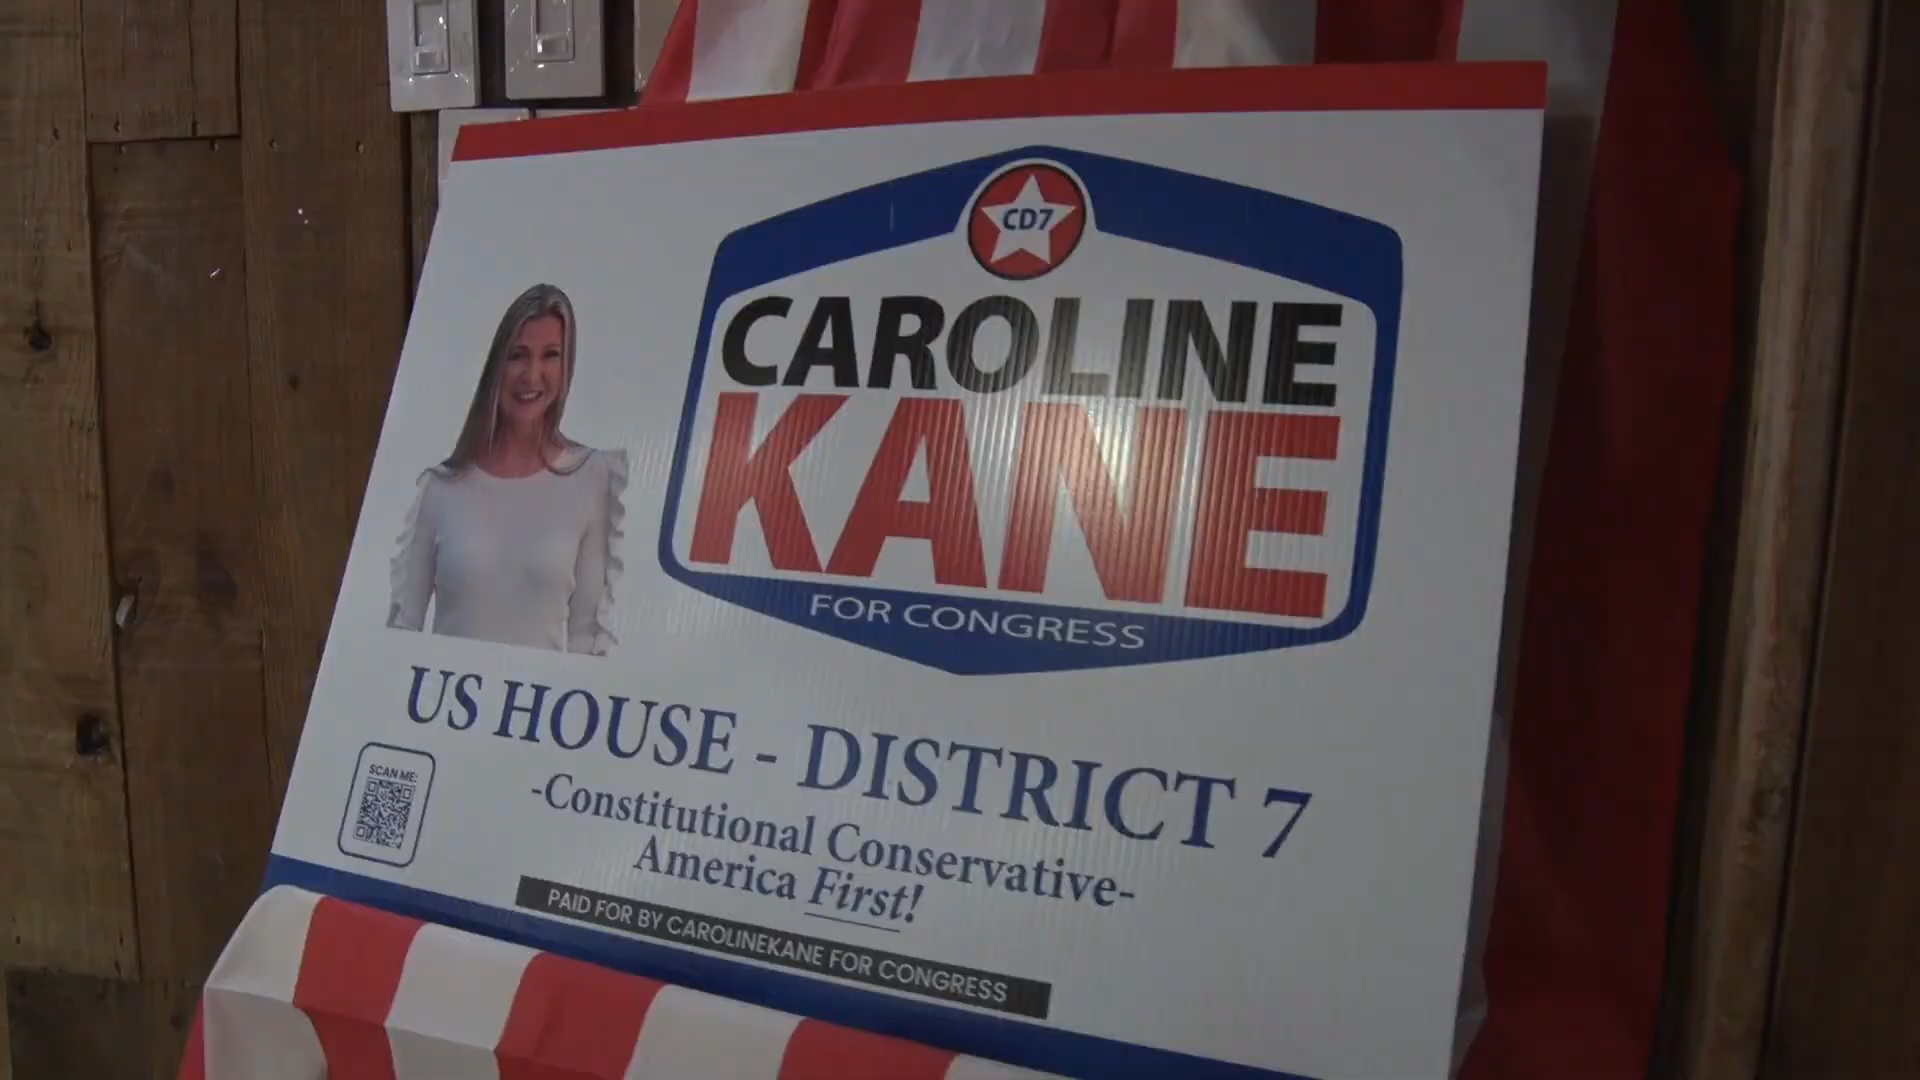 CD7
CAROLINE
KANE
FOR CONGRESS
US HOUSE - DISTRICT 7
SCAN ME:
-Constitutional Conservative-
America First!
PAID FOR BY CAROLINEKANE FOR CONGRESS